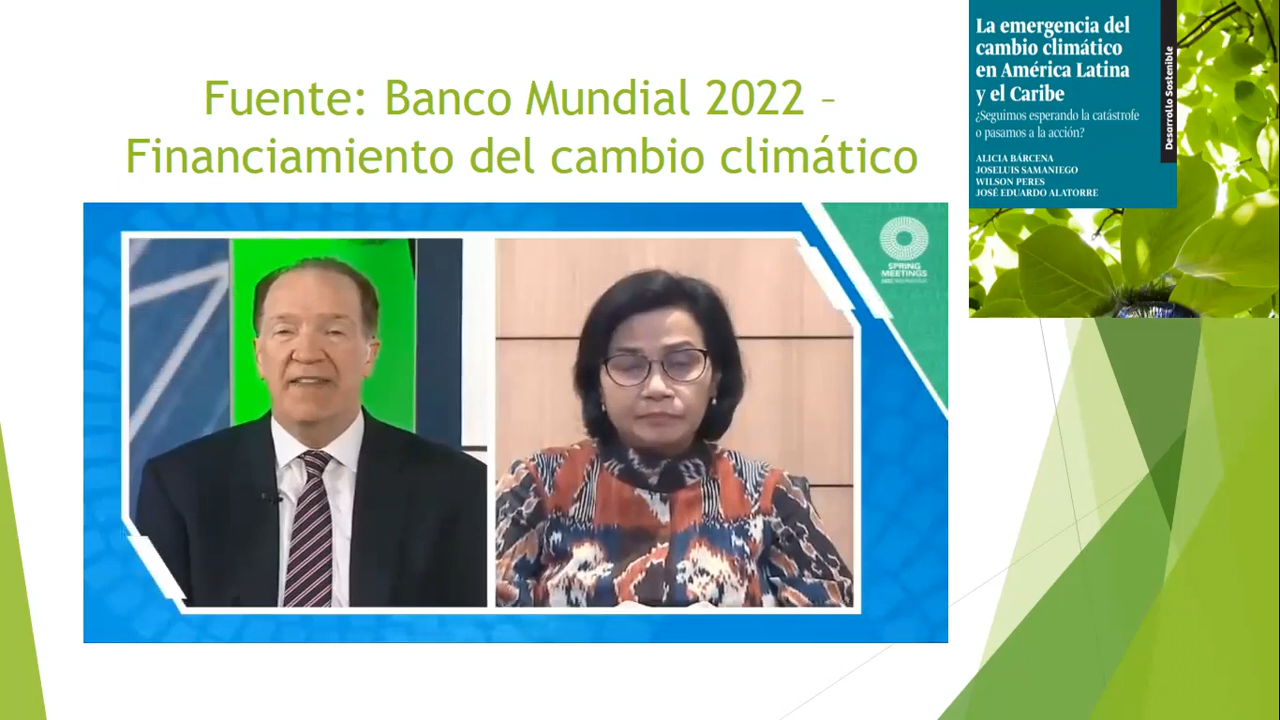 Fuente: Banco Mundial 2022 –
Financiamiento del cambio climático
La emergencia del
cambio climático
en América Latina
y el Caribe
¿Seguimos esperando la catástrofe
o pasamos a la acción?
ALICIA BÁRCENA
JOSELUIS SAMANIEGO
WILSON PERES
JOSÉ EDUARDO ALATORRE
Desarrollo Sostenible
SPRING
MEETINGS